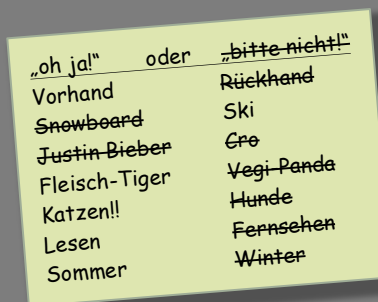 „oh ja!“ oder „bitte nicht!“
Vorhand Rückhand
Snowboard Ski
Justin Bieber Cro
Fleisch-Tiger Vegi-Panda
Katzen!! Hunde
Lesen Fernsehen
Sommer Winter